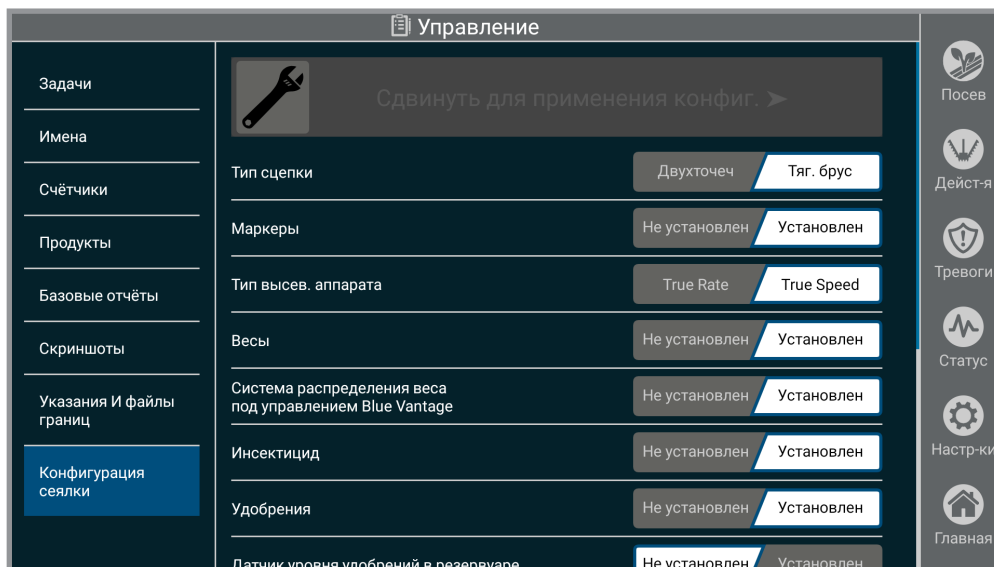 Управление
Задачи
Имена
Счётчики
Продукты
Базовые отчёты
Скриншоты
Указания И файлы
границ
Конфигурация
сеялки
Сдвинуть для применения конфиг. ➤
Тип сцепки
Двухточеч
Тяг. брус
Маркеры
Не установлен
Установлен
Тип высев. аппарата
True Rate
True Speed
Весы
Не установлен
Установлен
Система распределения веса
под управлением Blue Vantage
Не установлен
Установлен
Инсектицид
Не установлен
Установлен
Удобрения
Не установлен
Установлен
Датчик уровня удобрений в резервуаре
Не установлен
Установлен
Посев
Дейст-я
Тревоги
Статус
Настр-ки
Главная